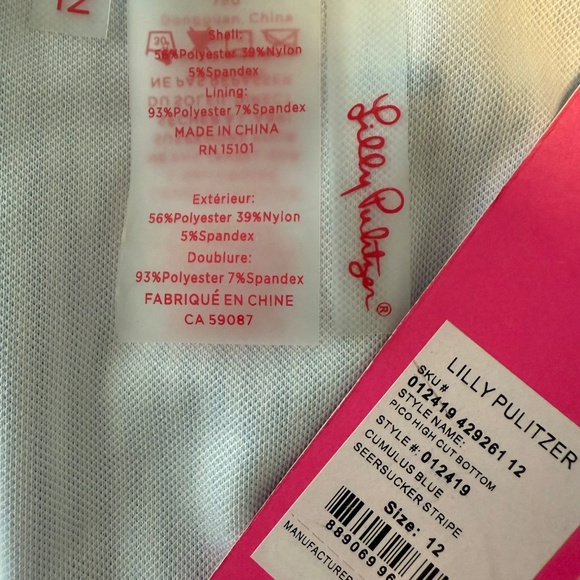 12
Dongguan, China
30
Shell:
56%Polyester 39%Nylon
5%Spandex
Lining:
93%Polyester 7%Spandex
MADE IN CHINA
RN 15101
Extérieur:
56%Polyester 39%Nylon
5%Spandex
Doublure:
93%Polyester 7%Spandex
FABRIQUÉ EN CHINE
CA 59087
Lilly Pulitzer®
LILLY PULITZER
SKU #
012419 429261 12
STYLE NAME:
PICO HIGH CUT BOTTOM
STYLE #: 012419
CUMULUS BLUE
SEERSUCKER STRIPE
Size: 12
MANUFACTURER
889069 96